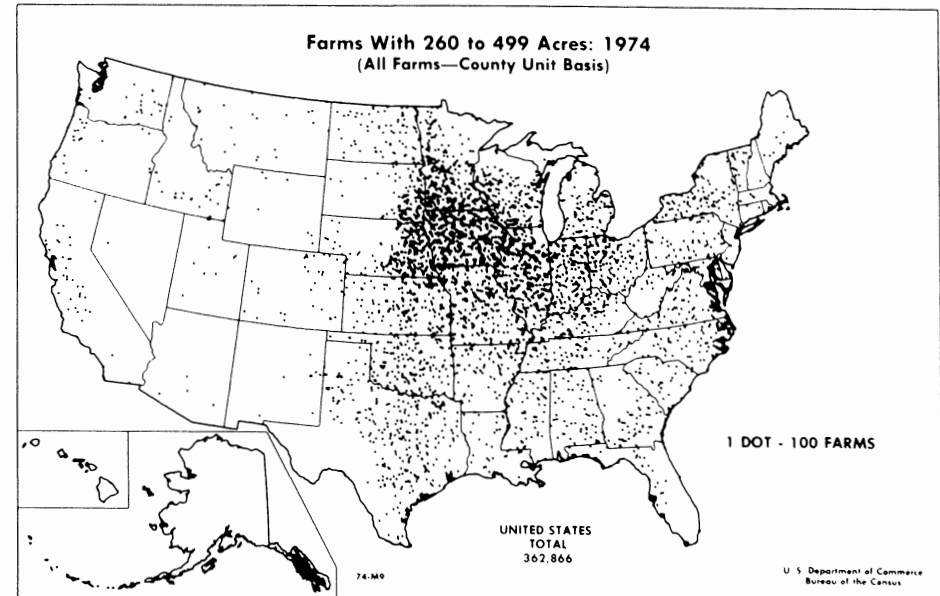 Farms With 260 to 499 Acres: 1974
(All Farms—County Unit Basis)
1 DOT - 100 FARMS
UNITED STATES
TOTAL
362,866
74-M9
U S Department of Commerce
Bureau of the Census